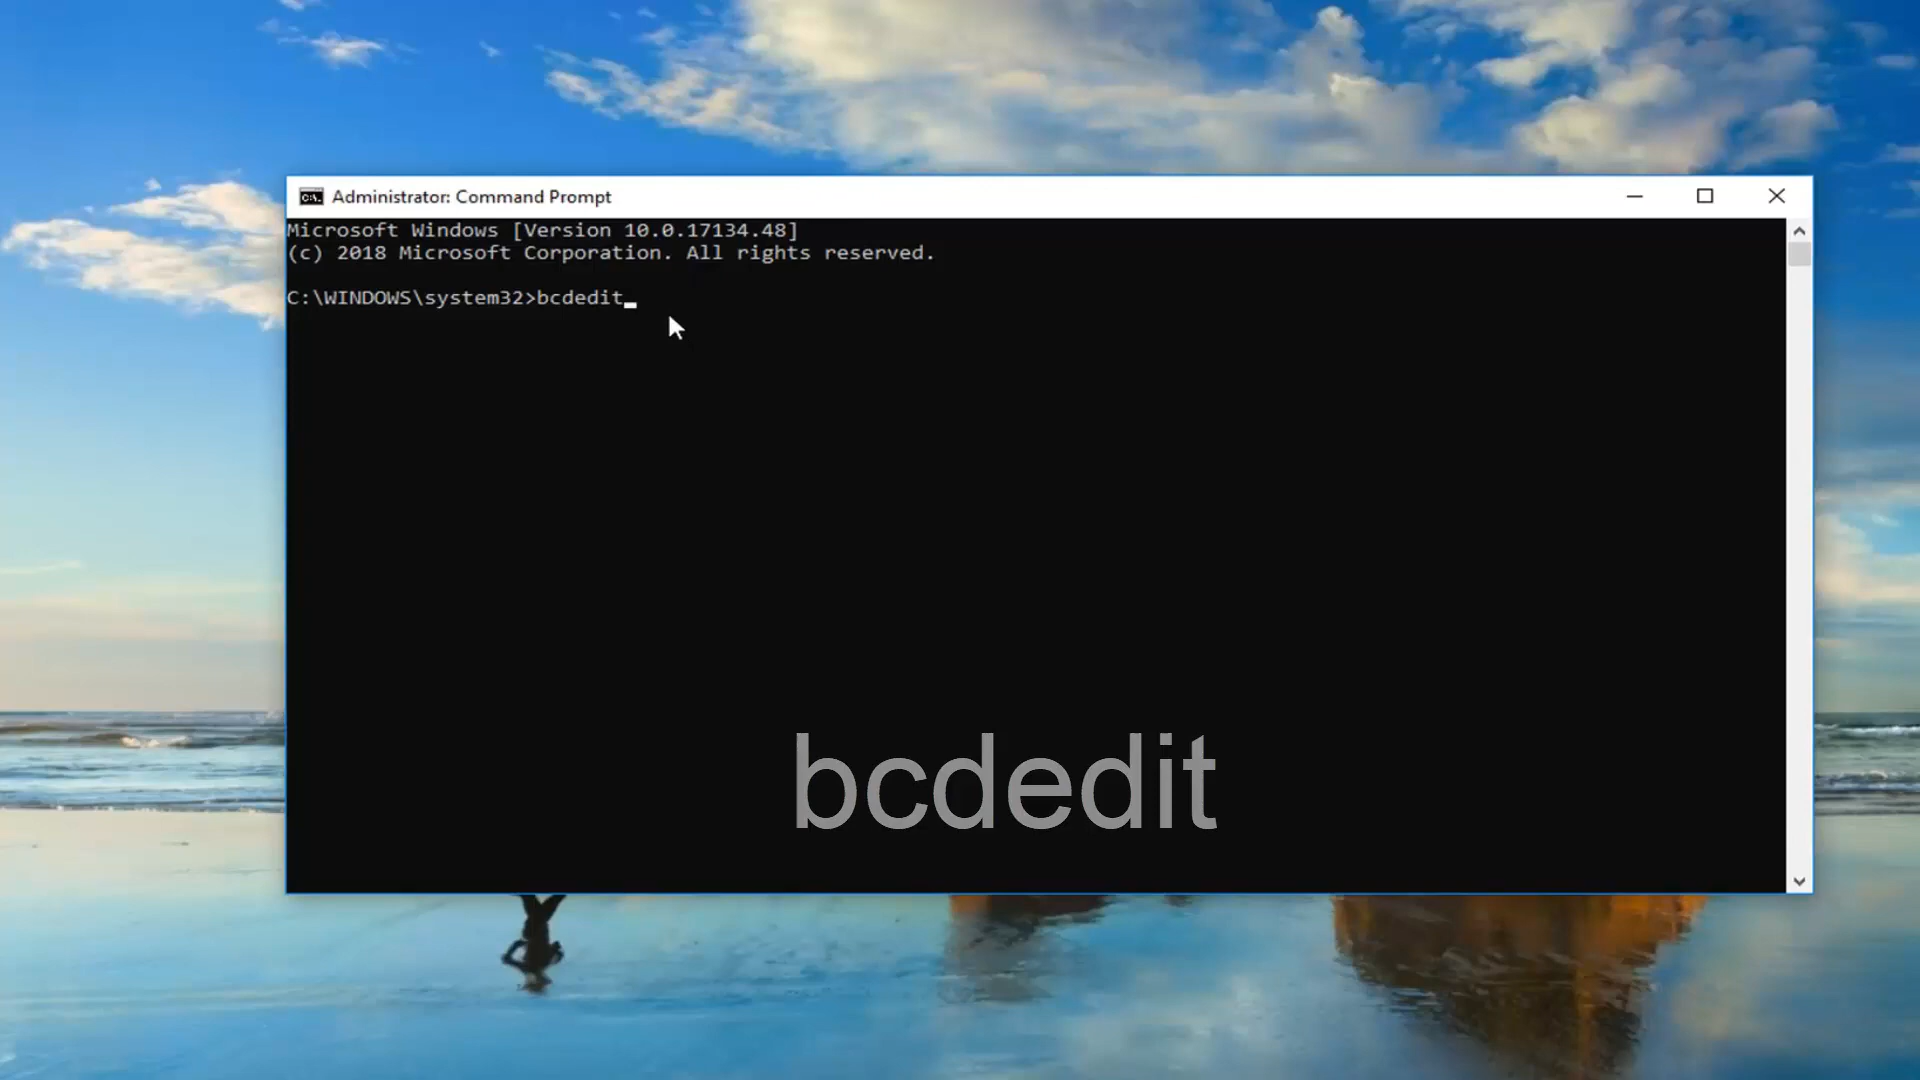 Administrator: Command Prompt
Microsoft Windows [Version 10.0.17134.48]
(c) 2018 Microsoft Corporation. All rights reserved.
C:\WINDOWS\system32>bcdedit
bcdedit